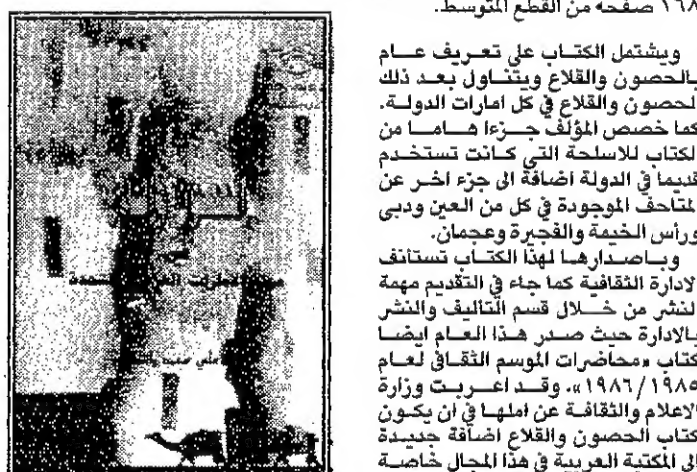 ١٦٨ صفحه من القطع المتوسط.
ويشتمل الكتاب على تعريف عام
بالحصون والقلاع ويتناول بعد ذلك
الحصون والقلاع في كل امارات الدولة.
كما خصص المؤلف جزءا هاما من
الكتاب للاسلحة التي كانت تستخدم
قديما في الدولة اضافة الى جزء اخر عن
المتاحف الموجودة في كل من العين ودبى
ورأس الخيمة والفجيرة وعجمان.
وباصدارها لهذا الكتاب تستأنف
الادارة الثقافية كما جاء في التقديم مهمة
النشر من خلال قسم التأليف والنشر
بالادارة حيث صدر هذا العام ايضا
كتاب «محاضرات الموسم الثقافي لعام
١٩٨٦/١٩٨٥». وقد اعربت وزارة
الاعلام والثقافة عن املها في ان يكون
كتاب الحصون والقلاع اضافة جديدة
الى المكتبة العربية في هذا المجال خاصة